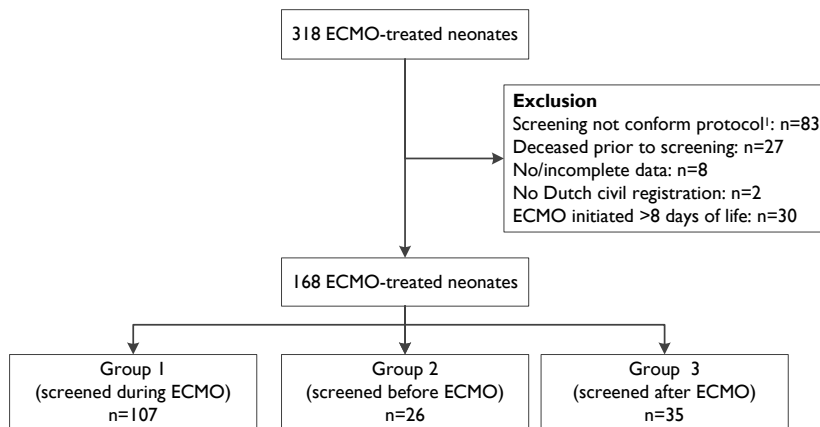 318 ECMO-treated neonates
Exclusion
Screening not conform protocol¹: n=83
Deceased prior to screening: n=27
No/incomplete data: n=8
No Dutch civil registration: n=2
ECMO initiated >8 days of life: n=30
168 ECMO-treated neonates
Group 1
(screened during ECMO)
n=107
Group 2
(screened before ECMO)
n=26
Group 3
(screened after ECMO)
n=35